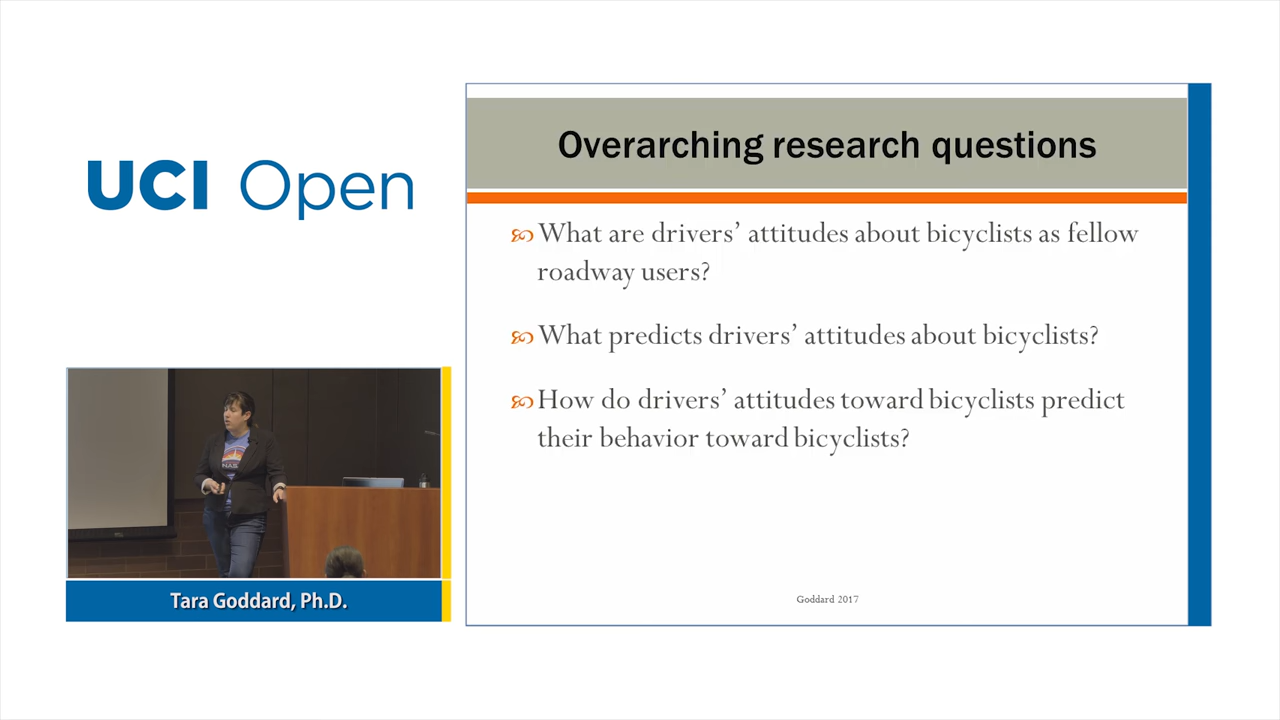 UCI Open
Overarching research questions
What are drivers’ attitudes about bicyclists as fellow
roadway users?
What predicts drivers’ attitudes about bicyclists?
How do drivers’ attitudes toward bicyclists predict
their behavior toward bicyclists?
Goddard 2017
Tara Goddard, Ph.D.